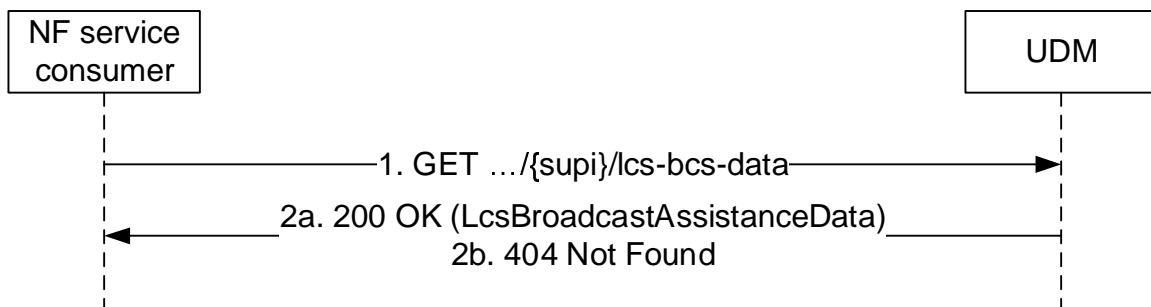 NF service
consumer
UDM
1. GET …/{supi}/lcs-bcs-data
2a. 200 OK (LcsBroadcastAssistanceData)
2b. 404 Not Found